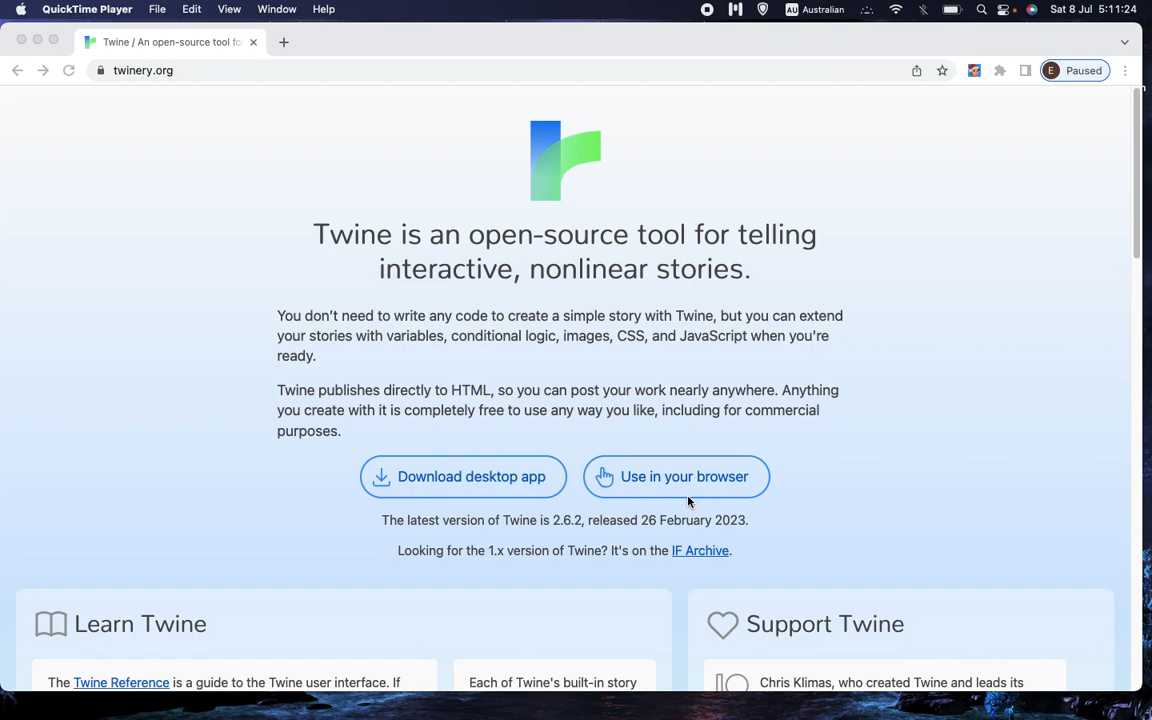 QuickTime Player File Edit View Window Help AU Australian Sat 8 Jul 5:11:24
Twine / An open-source tool fo
twinery.org
E Paused
Twine is an open-source tool for telling
interactive, nonlinear stories.
You don't need to write any code to create a simple story with Twine, but you can extend
your stories with variables, conditional logic, images, CSS, and JavaScript when you're
ready.
Twine publishes directly to HTML, so you can post your work nearly anywhere. Anything
you create with it is completely free to use any way you like, including for commercial
purposes.
Download desktop app Use in your browser
The latest version of Twine is 2.6.2, released 26 February 2023.
Looking for the 1.x version of Twine? It's on the IF Archive.
Learn Twine Support Twine
The Twine Reference is a guide to the Twine user interface. If Each of Twine's built-in story Chris Klimas, who created Twine and leads its